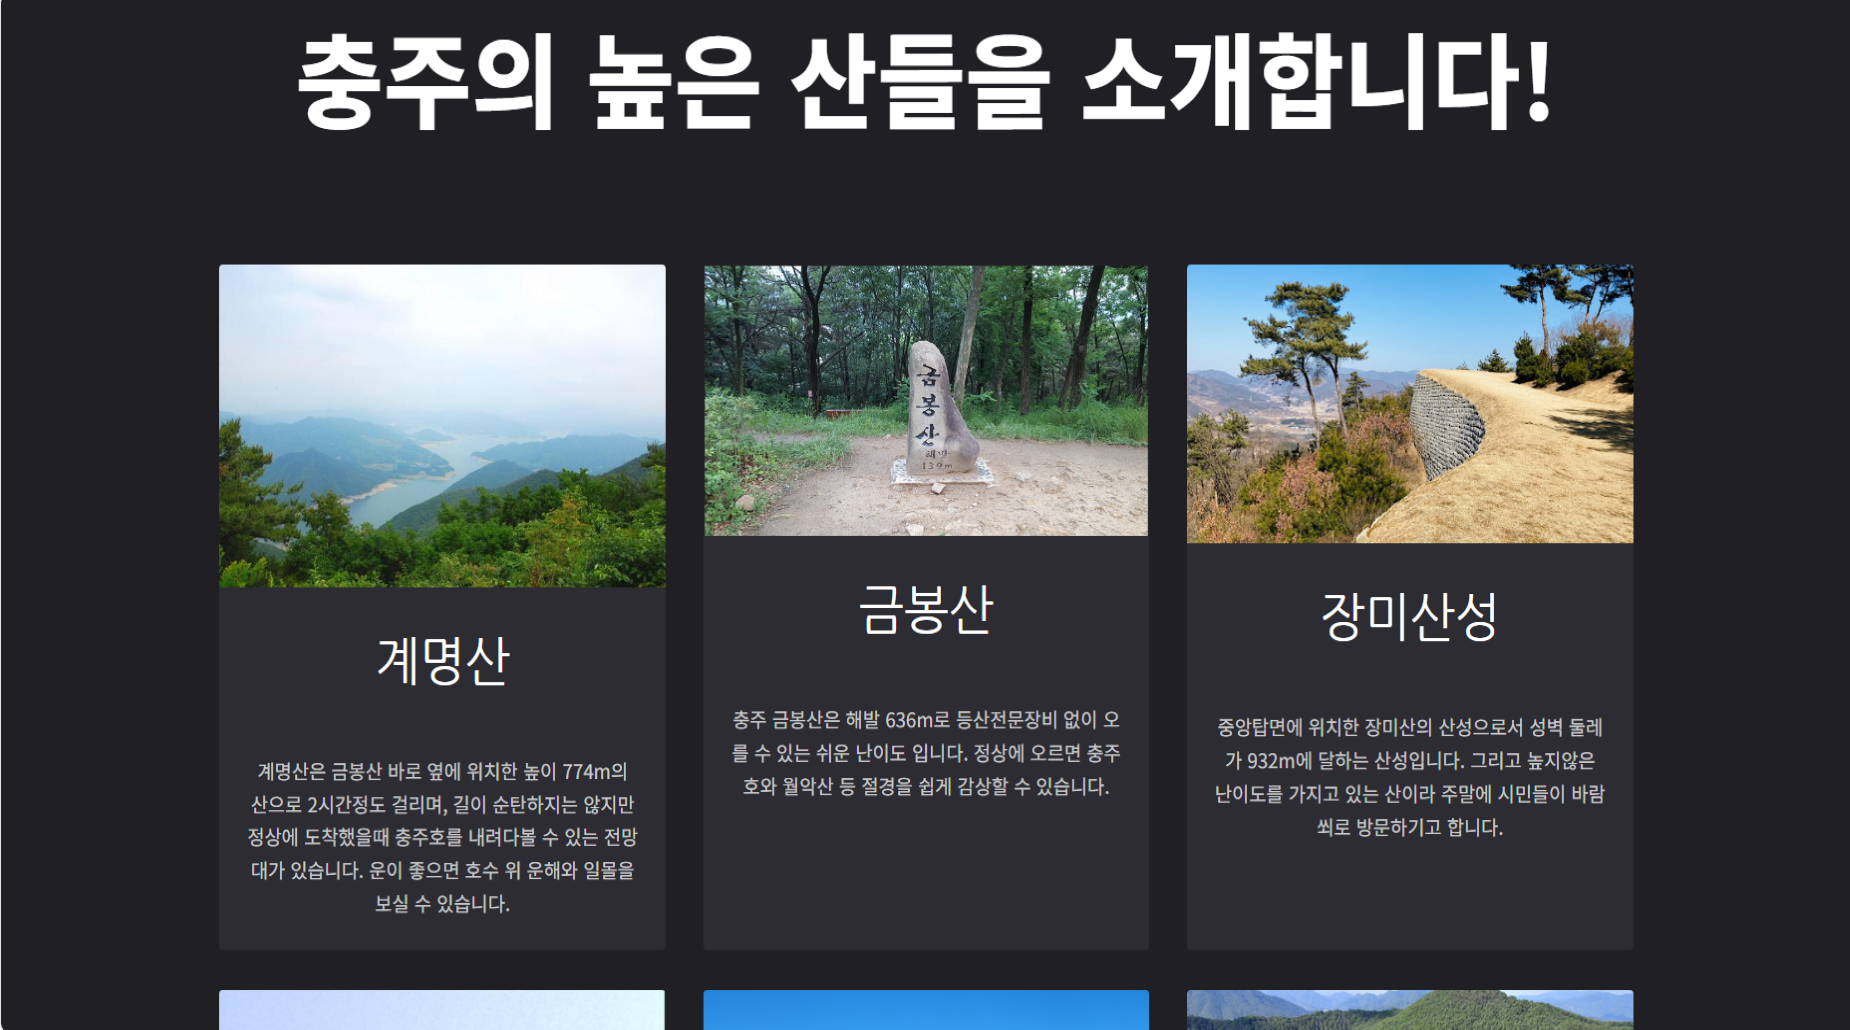 충주의 높은 산들을 소개합니다!
금
봉
산
해발
130m
계명산
계명산은 금봉산 바로 옆에 위치한 높이 774m의
산으로 2시간정도 걸리며, 길이 순탄하지는 않지만
정상에 도착했을때 충주호를 내려다볼 수 있는 전망
대가 있습니다. 운이 좋으면 호수 위 운해와 일몰을
보실 수 있습니다.
금봉산
충주 금봉산은 해발 636m로 등산전문장비 없이 오
를 수 있는 쉬운 난이도 입니다. 정상에 오르면 충주
호와 월악산 등 절경을 쉽게 감상할 수 있습니다.
장미산성
중앙탑면에 위치한 장미산의 산성으로서 성벽 둘레
가 932m에 달하는 산성입니다. 그리고 높지않은
난이도를 가지고 있는 산이라 주말에 시민들이 바람
쐬로 방문하기고 합니다.